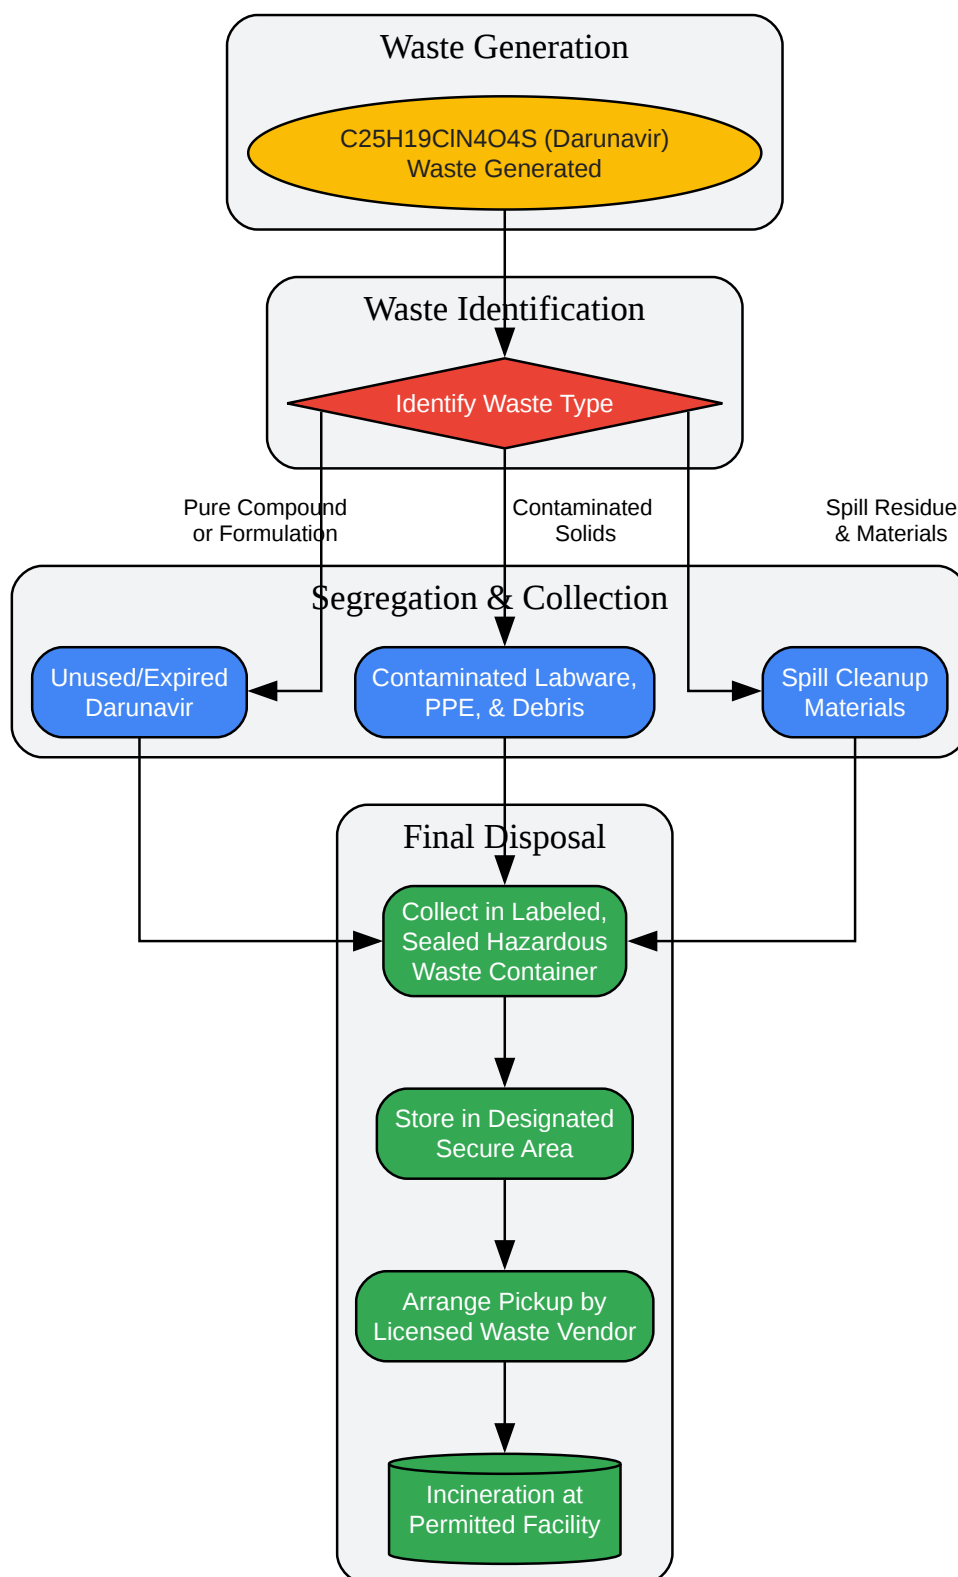 Waste Generation
C25H19ClN4O4S (Darunavir)
Waste Generated
Waste Identification
Identify Waste Type
Pure Compound
or Formulation
Contaminated
Solids
Spill Residue
& Materials
Segregation & Collection
Unused/Expired
Darunavir
Contaminated Labware,
PPE, & Debris
Spill Cleanup
Materials
Final Disposal
Collect in Labeled,
Sealed Hazardous
Waste Container
Store in Designated
Secure Area
Arrange Pickup by
Licensed Waste Vendor
Incineration at
Permitted Facility